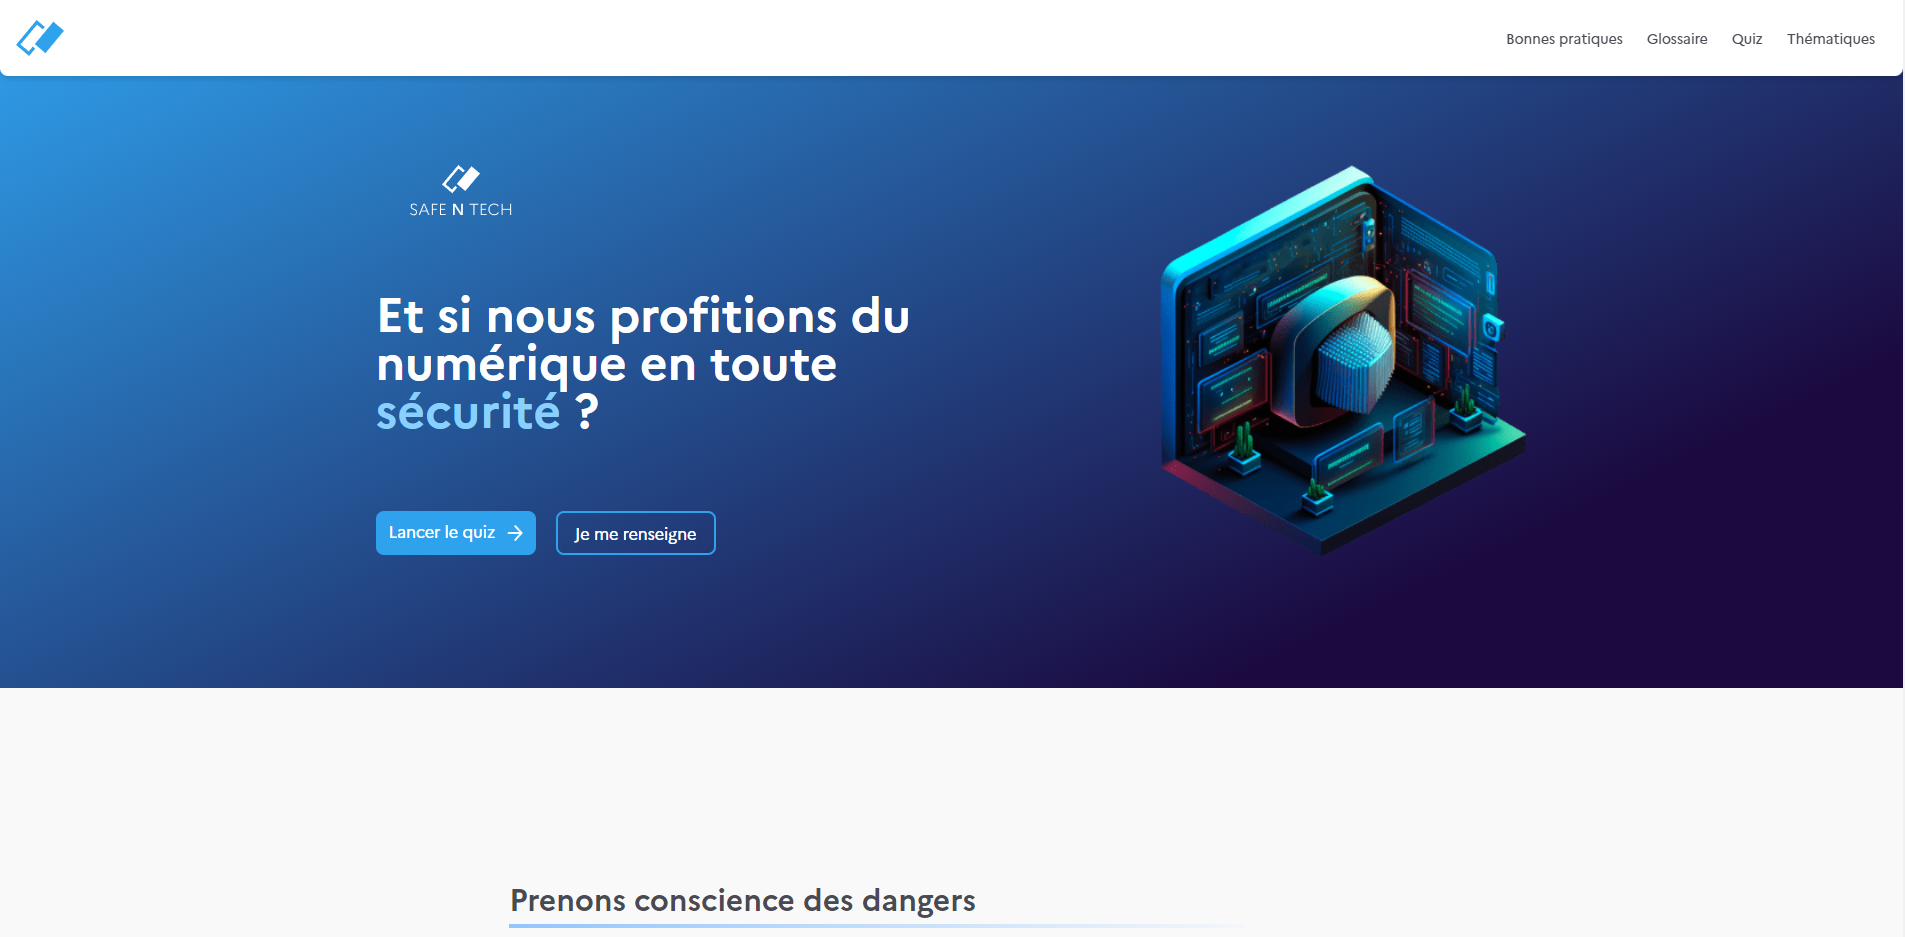 Bonnes pratiques Glossaire Quiz Thématiques
SAFE N TECH
Et si nous profitions du
numérique en toute
sécurité ?
Lancer le quiz
Je me renseigne
Prenons conscience des dangers